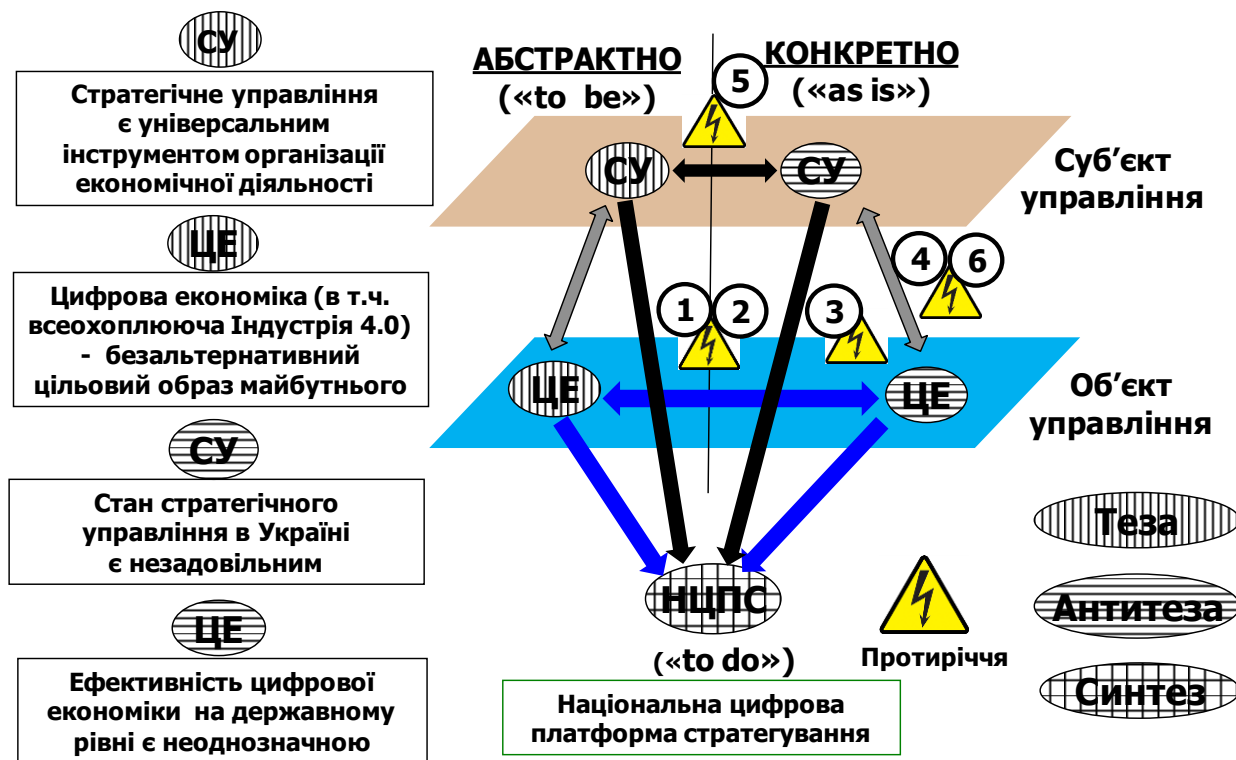 СУ
Стратегічне управління
є універсальним
інструментом організації
економічної діяльності
ЦЕ
Цифрова економіка (в т.ч.
всеохоплююча Індустрія 4.0)
- безальтернативний
цільовий образ майбутнього
СУ
Стан стратегічного
управління в Україні
є незадовільним
ЦЕ
Ефективність цифрової
економіки на державному
рівні є неоднозначною
АБСТРАКТНО
(«to be»)
КОНКРЕТНО
(«as is»)
5
СУ
СУ
Суб’єкт
управління
4
6
1
2
3
ЦЕ
ЦЕ
Об’єкт
управління
НЦПС
(«to do»)
Національна цифрова
платформа стратегування
Протиріччя
Теза
Антитеза
Синтез